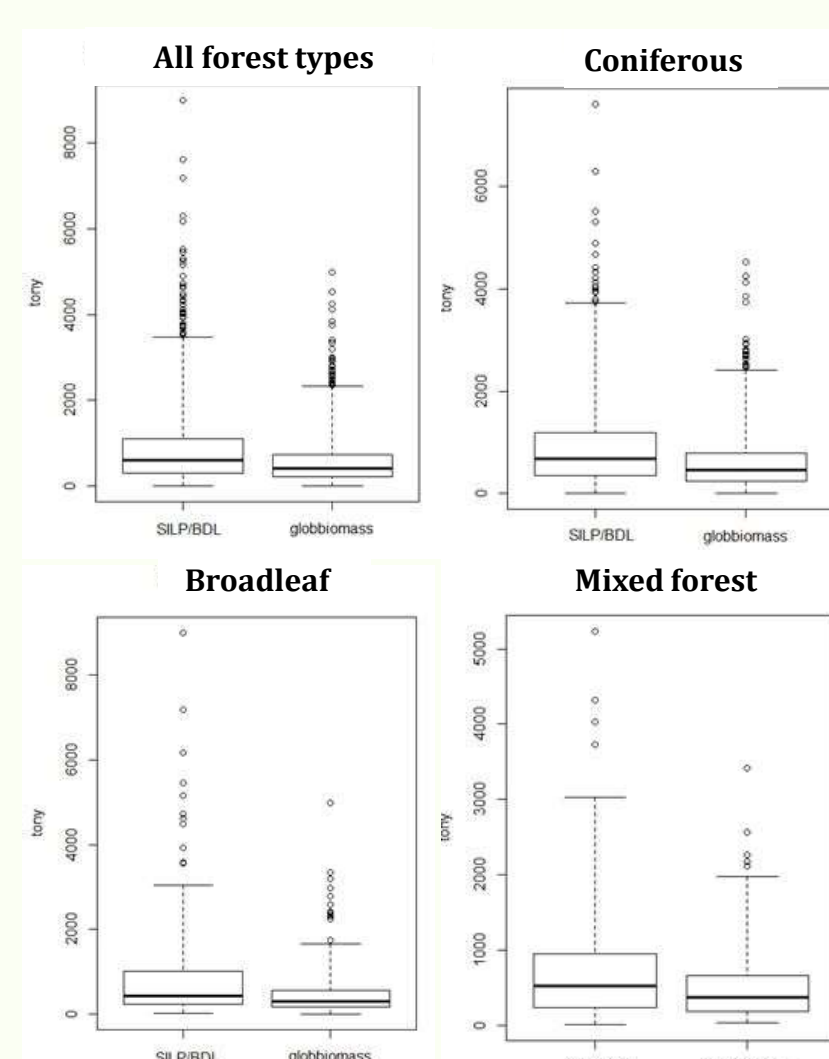 All forest types
8000
6000
4000
2000
0
tony
SILP/BDL globbiomass
Coniferous
6000
4000
2000
0
tony
SILP/BDL globbiomass
Broadleaf
8000
6000
4000
2000
0
tony
SILP/BDL globbiomass
Mixed forest
5000
4000
3000
2000
1000
0
tony